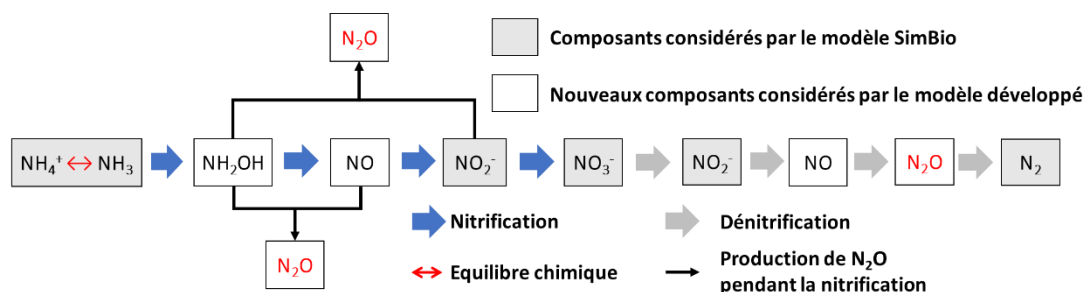 N₂O
Composants considérés par le modèle SimBio
Nouveaux composants considérés par le modèle développé
NH₄⁺ ↔ NH₃ NH₂OH NO NO₂⁻ NO₃⁻ NO₂⁻ NO N₂O N₂
Nitrification Dénitrification
N₂O
Equilibre chimique
Production de N₂O
pendant la nitrification